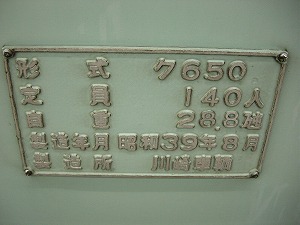 形式 ク650
定員 140人
自重 28.8硉
製造年月 昭和39年8月
製造所 川崎車輌